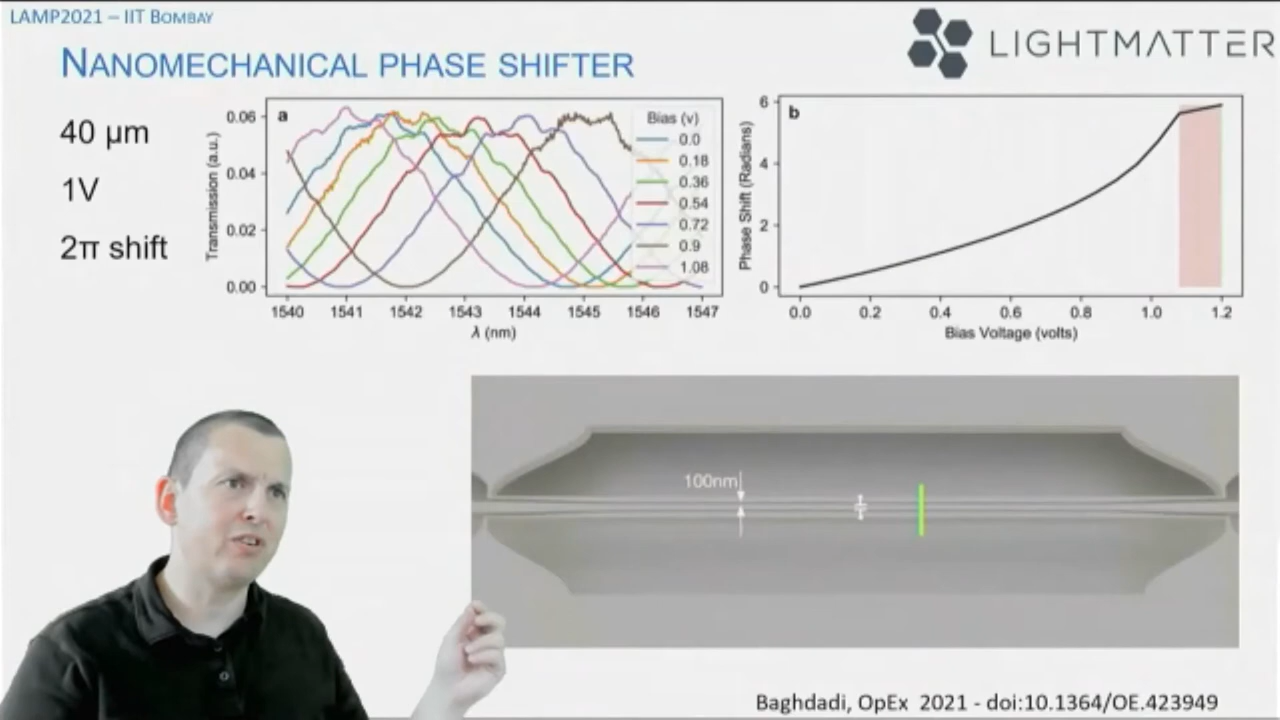 LAMP2021 – IIT BOMBAY
LIGHTMATTER
NANOMECHANICAL PHASE SHIFTER
40 µm
1V
2π shift
a
Bias (v)
0.0
0.18
0.36
0.54
0.72
0.9
1.08
Transmission (a.u.)
0.06
0.04
0.02
0.00
1540 1541 1542 1543 1544 1545 1546 1547
λ (nm)
b
Phase Shift (Radians)
6
4
2
0
0.0 0.2 0.4 0.6 0.8 1.0 1.2
Bias Voltage (volts)
100nm
Baghdadi, OpEx 2021 - doi:10.1364/OE.423949